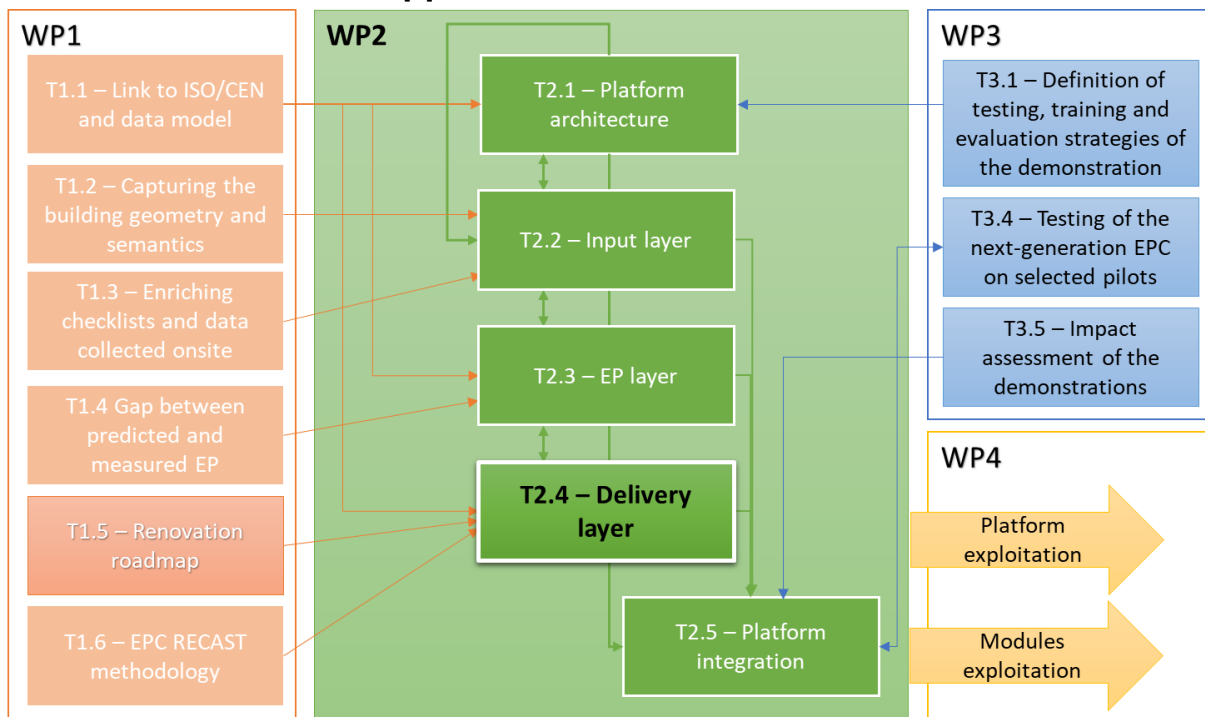 WP1
T1.1 – Link to ISO/CEN
and data model
T1.2 – Capturing the
building geometry and
semantics
T1.3 – Enriching
checklists and data
collected onsite
T1.4 Gap between
predicted and
measured EP
T1.5 – Renovation
roadmap
T1.6 – EPC RECAST
methodology
WP2
T2.1 – Platform
architecture
T2.2 – Input layer
T2.3 – EP layer
T2.4 – Delivery
layer
T2.5 – Platform
integration
WP3
T3.1 – Definition of
testing, training and
evaluation strategies of
the demonstration
T3.4 – Testing of the
next-generation EPC
on selected pilots
T3.5 – Impact
assessment of the
demonstrations
WP4
Platform
exploitation
Modules
exploitation